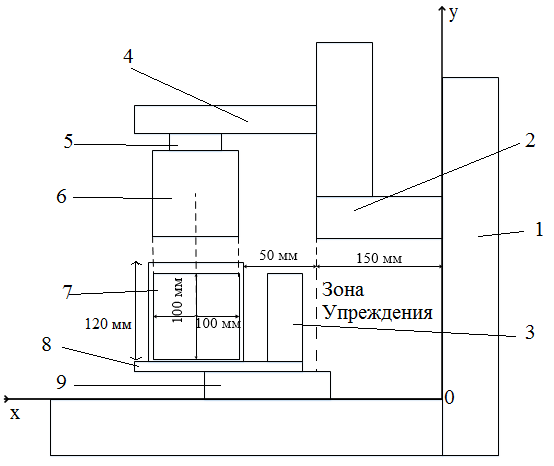 y
4
5
2
6
1
50 мм
150 мм
7
100 мм
Зона
Упреждения
120 мм
100 мм
3
8
9
x
0